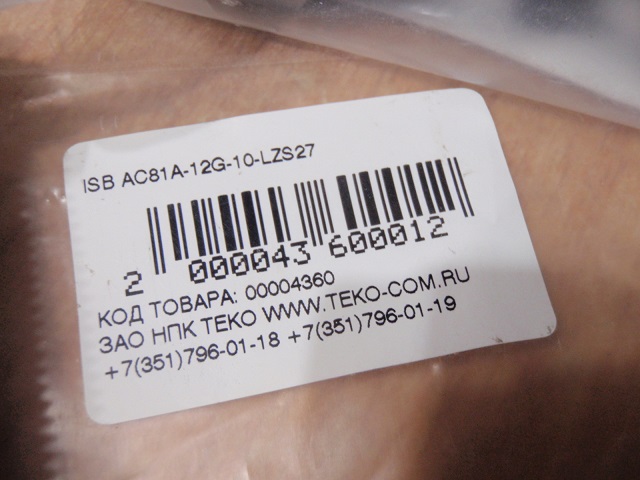 ISB AC81A-12G-10-LZS27
2 000043 600012
КОД ТОВАРА: 00004360
ЗАО НПК ТЕКО WWW.TEKO-COM.RU
+7(351)796-01-18 +7(351)796-01-19